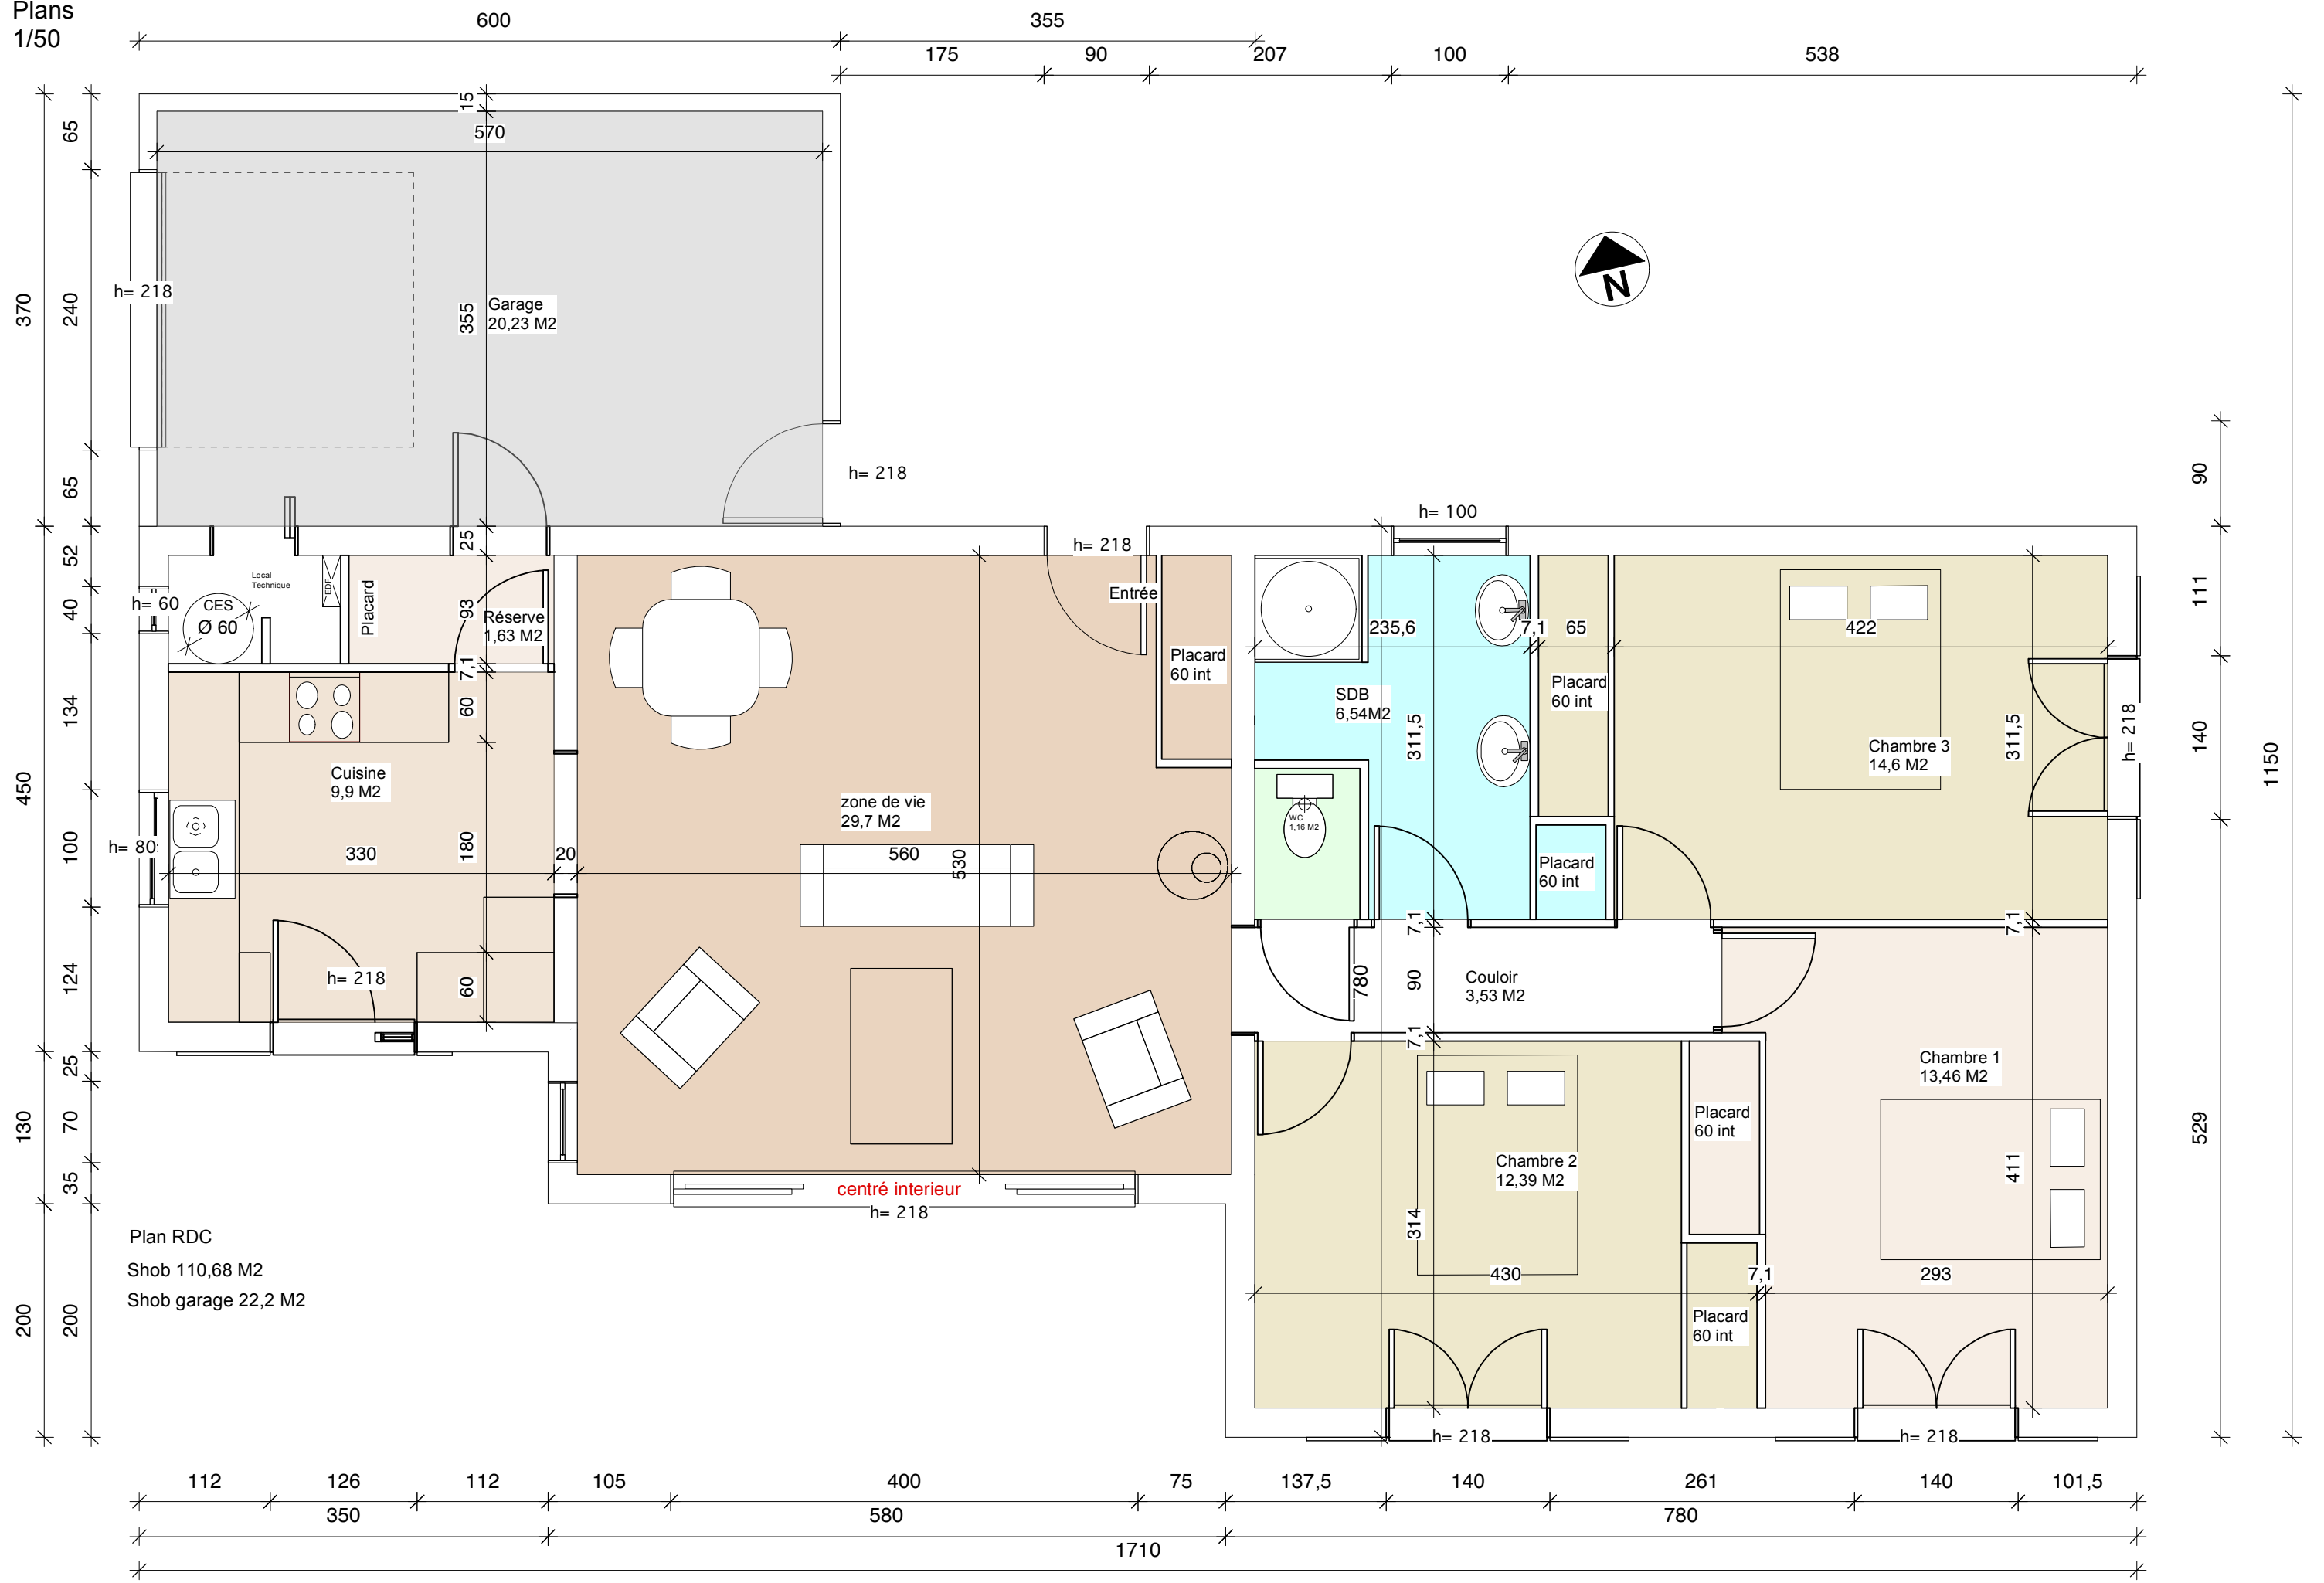 Plans
1/50
600
355
175
90
207
100
538
15
570
65
240
65
370
h= 218
355
Garage
20,23 M2
N
h= 218
h= 100
90
25
52
h= 218
Local
Technique
EDF
Placard
93
Réserve
1,63 M2
Entrée
40
h= 60
CES
Ø 60
111
235,6
7,1
65
422
7,1
60
Placard
60 int
SDB
6,54M2
Placard
60 int
311,5
311,5
134
140
h= 218
Chambre 3
14,6 M2
1150
450
Cuisine
9,9 M2
zone de vie
29,7 M2
WC
1,16 M2
100
h= 80
330
180
20
560
530
Placard
60 int
7,1
7,1
124
h= 218
60
780
90
Couloir
3,53 M2
7,1
25
Chambre 1
13,46 M2
130
70
Placard
60 int
529
35
Chambre 2
12,39 M2
411
centré interieur
h= 218
314
Plan RDC
Shob 110,68 M2
Shob garage 22,2 M2
430
7,1
293
200
200
Placard
60 int
h= 218
h= 218
112
126
112
105
400
75
137,5
140
261
140
101,5
350
580
780
1710